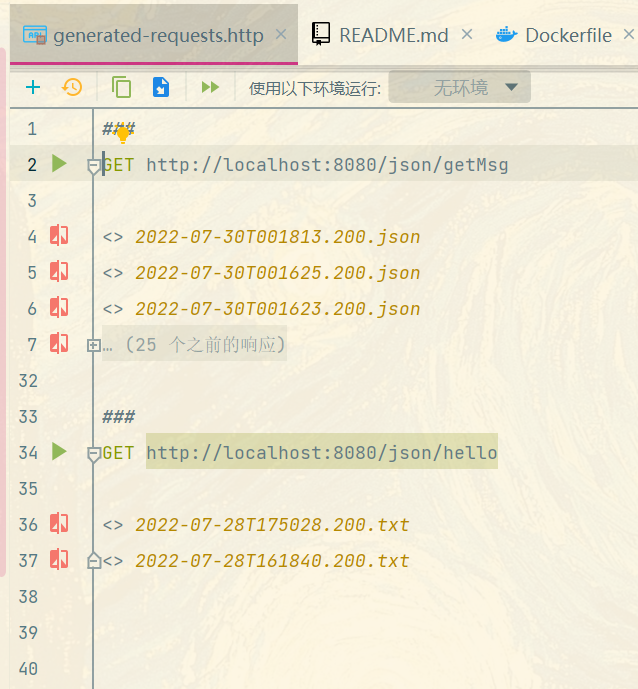 generated-requests.http × README.md × Dockerfile ×
使用以下环境运行: 无环境
1 ###
2 GET http://localhost:8080/json/getMsg
3
4 <> 2022-07-30T001813.200.json
5 <> 2022-07-30T001625.200.json
6 <> 2022-07-30T001623.200.json
7 … (25 个之前的响应)
32
33 ###
34 GET http://localhost:8080/json/hello
35
36 <> 2022-07-28T175028.200.txt
37 <> 2022-07-28T161840.200.txt
38
39
40